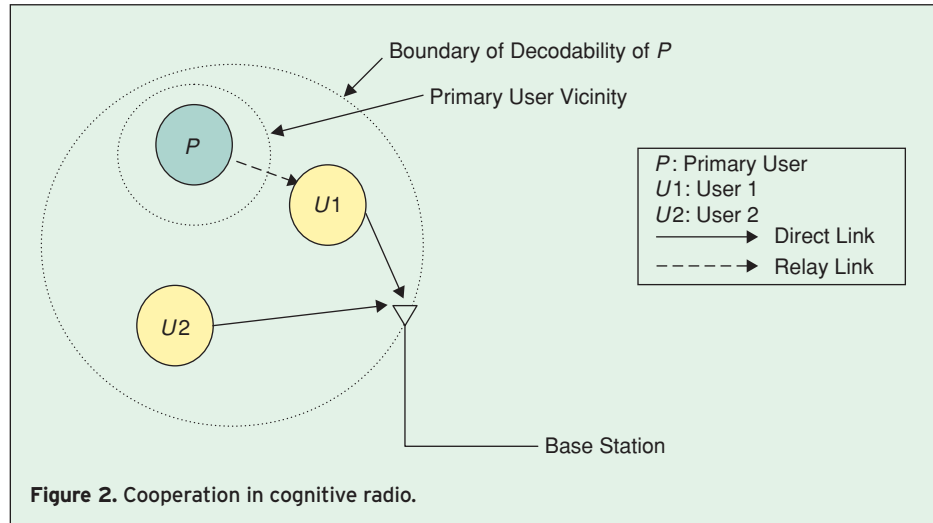 Boundary of Decodability of P
Primary User Vicinity
P
U1
U2
P: Primary User
U1: User 1
U2: User 2
Direct Link
Relay Link
Base Station
Figure 2. Cooperation in cognitive radio.